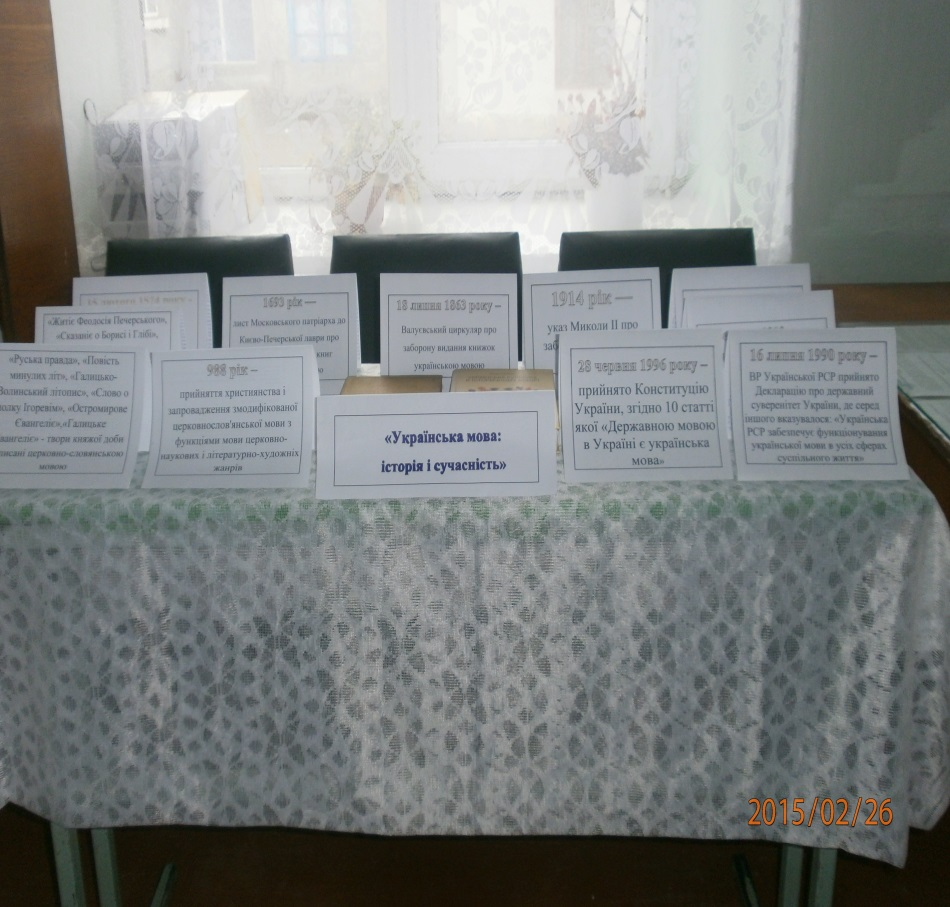 1693 рік —
лист Московського патріарха до
Києво-Печерської лаври про
книг
18 липня 1863 року –
Валуєвський циркуляр про
заборону видання книжок
українською мовою
1914 рік —
указ Миколи ІІ про
«Житіє Феодосія Печерського»,
«Сказаніє о Борисі і Глібі»,
«Руська правда», «Повість
минулих літ», «Галицько-
Волинський літопис», «Слово о
полку Ігоревім», «Остромирове
Євангеліє»,«Галицьке
Євангеліє» - твори княжої доби
писані церковно-словянською
мовою
988 рік –
прийняття християнства і
запровадження змодифікованої
церковнослов'янської мови з
функціями мови церковно-
наукових і літературно-художніх
жанрів
«Українська мова:
історія і сучасність»
28 червня 1996 року –
прийнято Конституцію
України, згідно 10 статті
якої «Державною мовою
в Україні є українська
мова»
16 липня 1990 року –
ВР Української РСР прийнято
Декларацію про державний
суверенітет України, де серед
іншого вказувалося: «Українська
РСР забезпечує функціонування
української мови в усіх сферах
суспільного життя»
2015/02/26